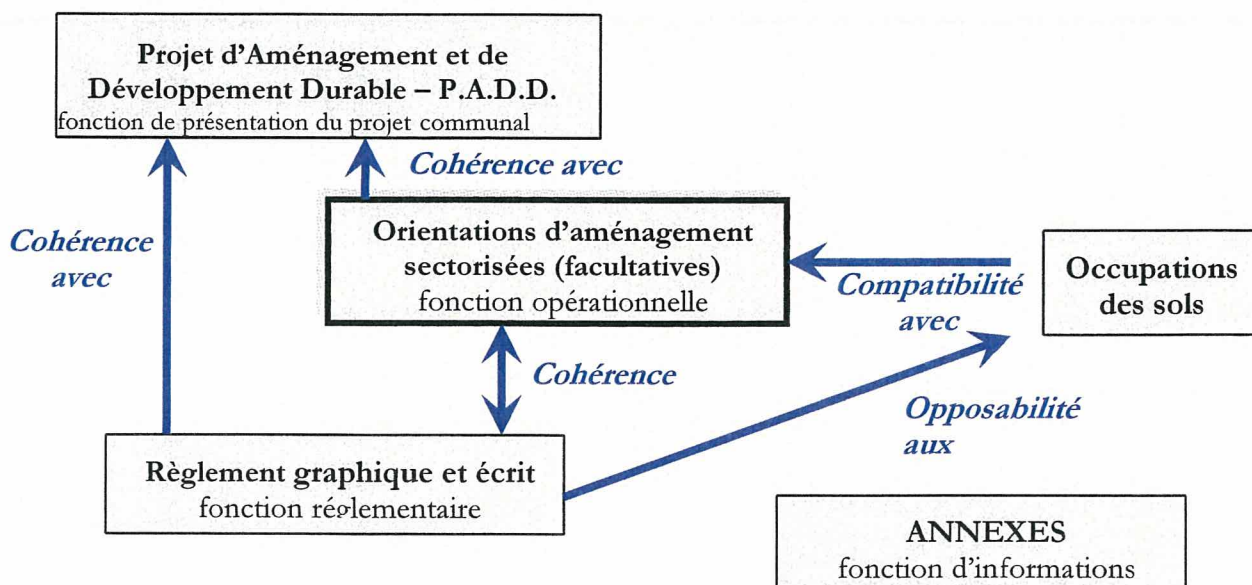 Projet d'Aménagement et de
Développement Durable – P.A.D.D.
fonction de présentation du projet communal
Cohérence avec
Cohérence
avec
Orientations d'aménagement
sectorisées (facultatives)
fonction opérationnelle
Compatibilité
avec
Occupations
des sols
Cohérence
Opposabilité
aux
Règlement graphique et écrit
fonction réglementaire
ANNEXES
fonction d'informations